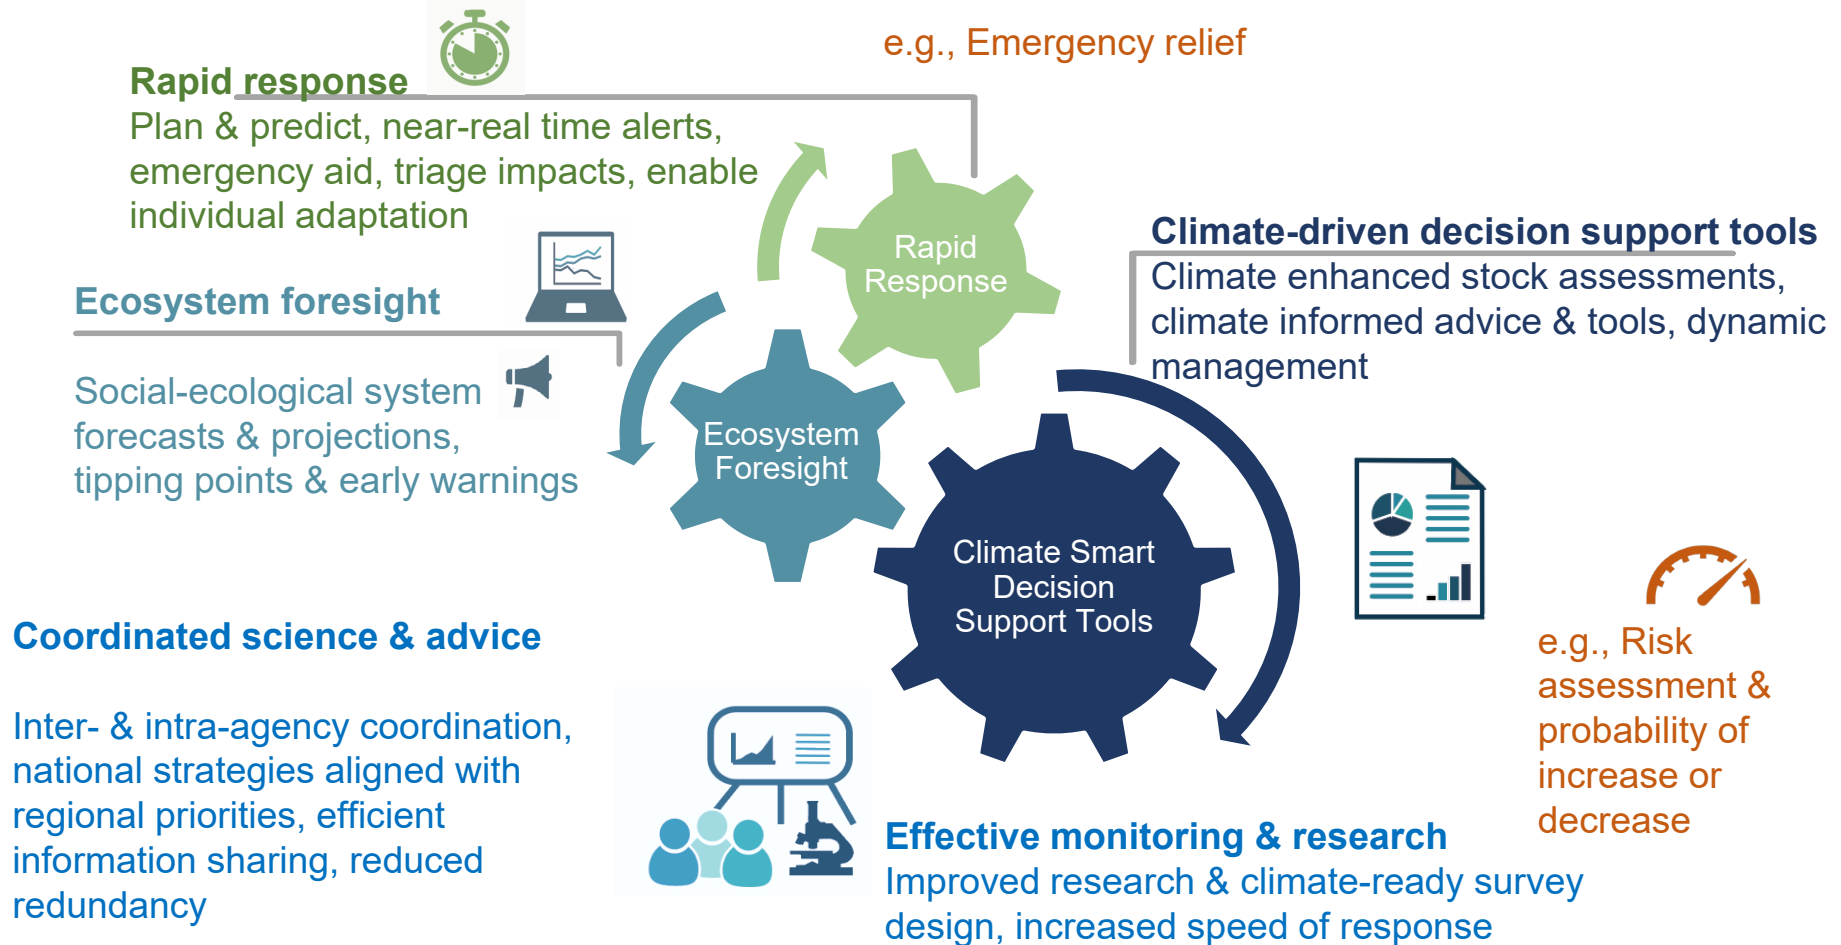 e.g., Emergency relief
Rapid response
Plan & predict, near-real time alerts,
emergency aid, triage impacts, enable
individual adaptation
Rapid
Response
Climate-driven decision support tools
Climate enhanced stock assessments,
climate informed advice & tools, dynamic
management
Ecosystem foresight
Social-ecological system
forecasts & projections,
tipping points & early warnings
Ecosystem
Foresight
Climate Smart
Decision
Support Tools
e.g., Risk
assessment &
probability of
increase or
decrease
Coordinated science & advice
Inter- & intra-agency coordination,
national strategies aligned with
regional priorities, efficient
information sharing, reduced
redundancy
Effective monitoring & research
Improved research & climate-ready survey
design, increased speed of response